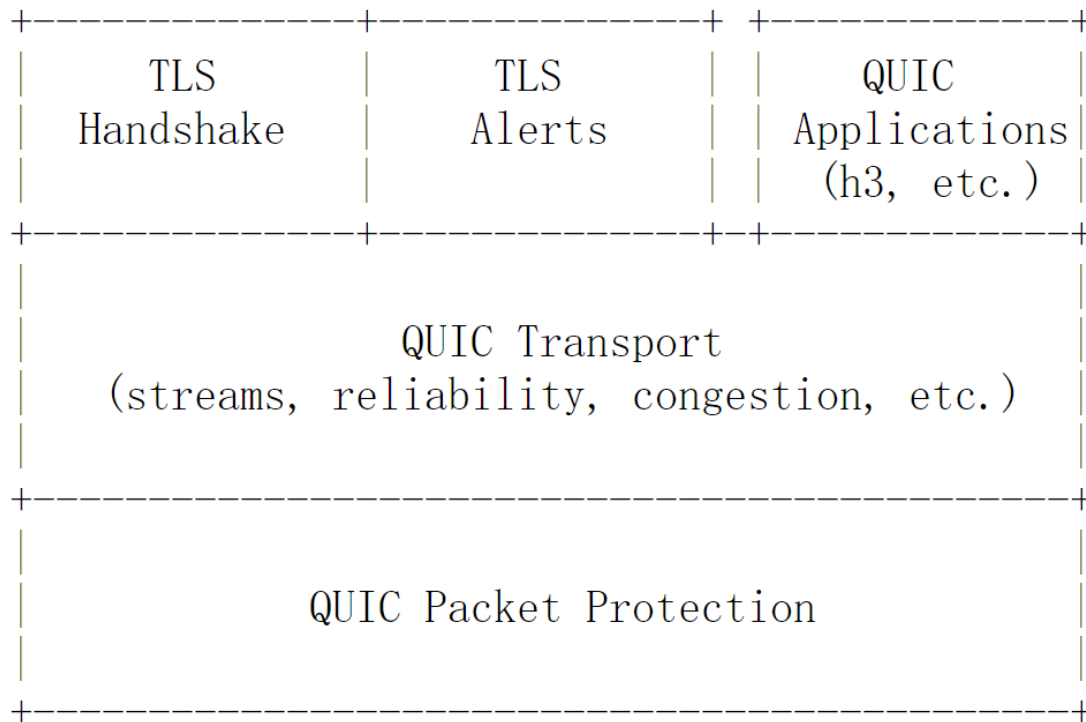 TLS
Handshake
TLS
Alerts
QUIC
Applications
(h3, etc.)
QUIC Transport
(streams, reliability, congestion, etc.)
QUIC Packet Protection